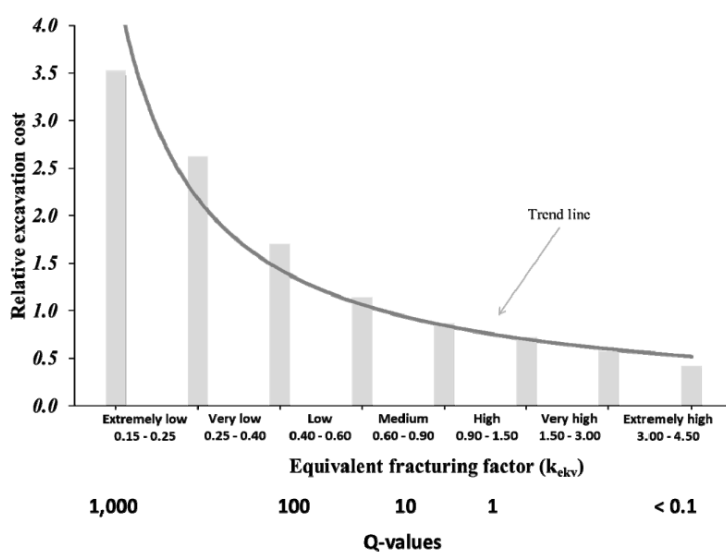 Relative excavation cost
4.0
3.5
3.0
2.5
2.0
1.5
1.0
0.5
0.0
Trend line
Extremely low Very low Low Medium High Very high Extremely high
0.15 - 0.25 0.25 - 0.40 0.40 - 0.60 0.60 - 0.90 0.90 - 1.50 1.50 - 3.00 3.00 - 4.50
Equivalent fracturing factor (kekv)
1,000 100 10 1 < 0.1
Q-values